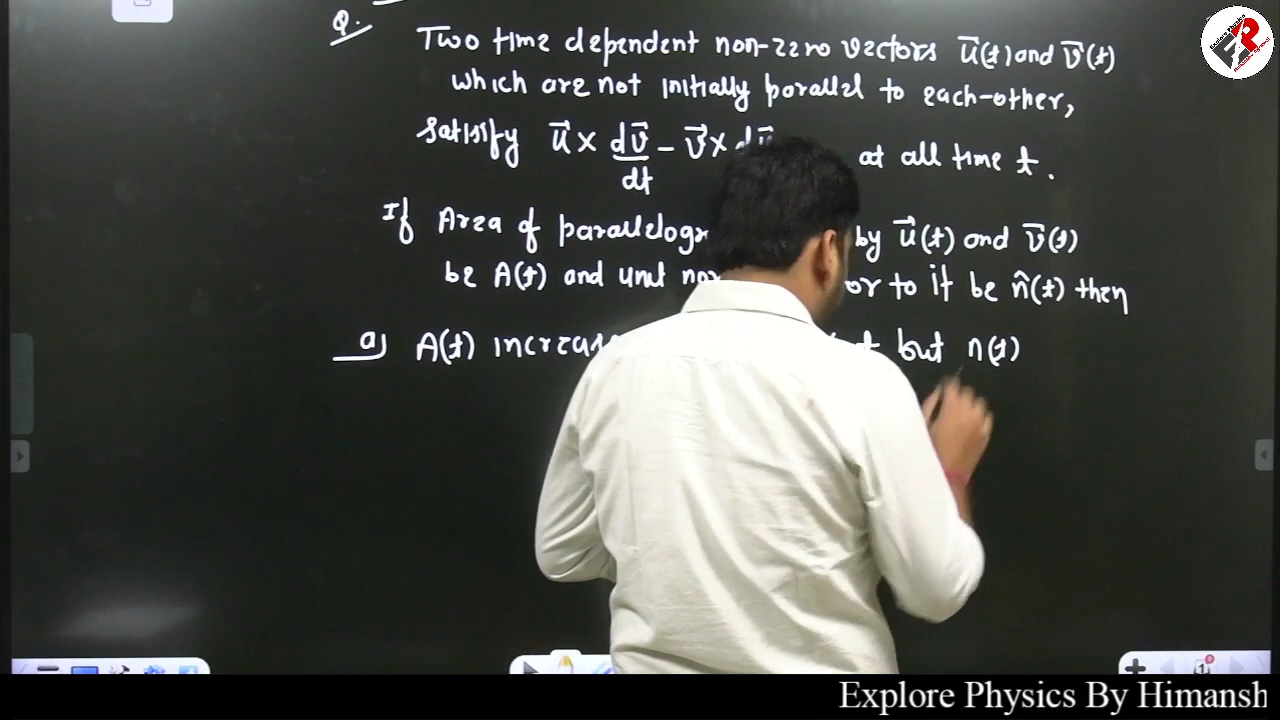 Q.
Two time dependent non-zero vectors u⃗(t) and v⃗(t)
which are not initially parallel to each-other,
satisfy u⃗ × dv⃗/dt − v⃗ × du⃗ at all time t.
If Area of by u⃗(t) and v⃗(t)
be A(t) and unit to it be n̂(t) then
a) A(t) but n(t)
1
Explore Physics By Himansh